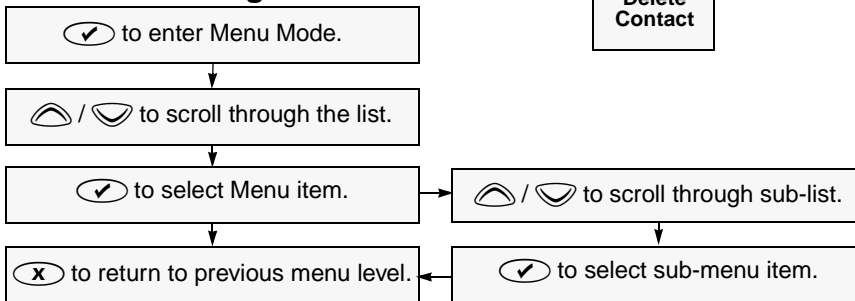 Delete
Contact
to enter Menu Mode.
/ to scroll through the list.
to select Menu item.
/ to scroll through sub-list.
x to return to previous menu level.
to select sub-menu item.